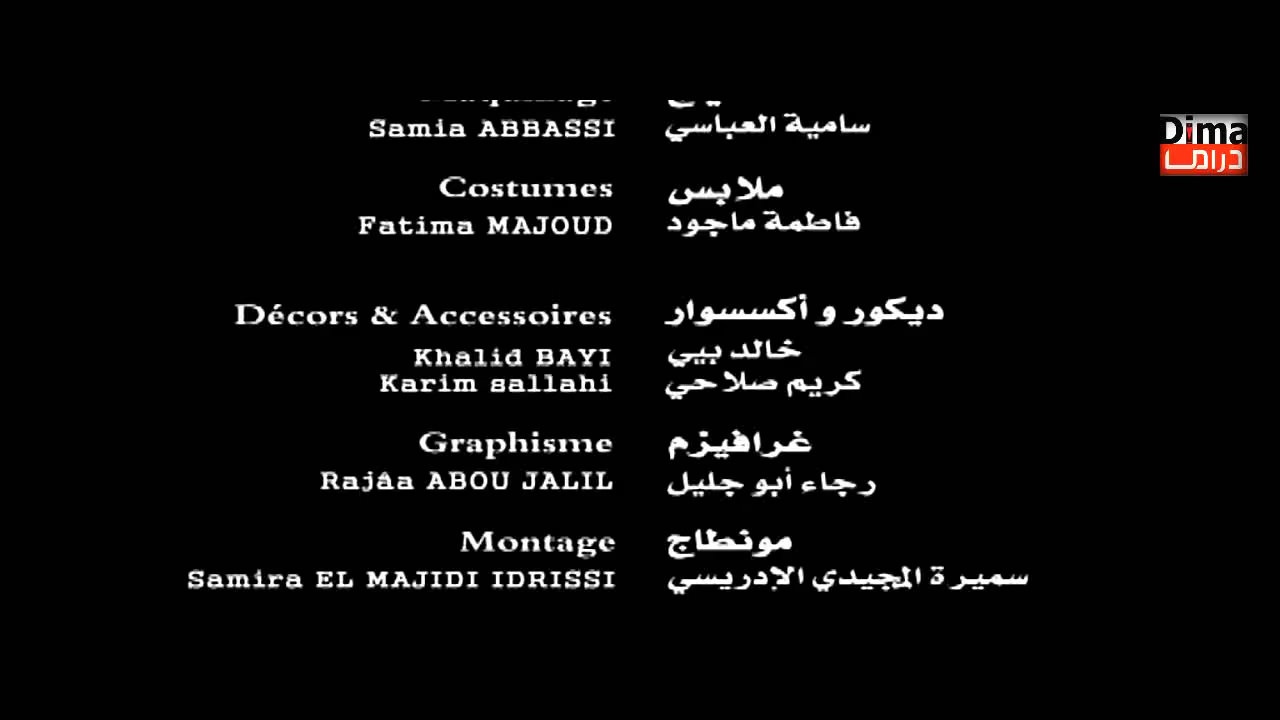 Samia ABBASSI سامية العباسي
Costumes ملابس
Fatima MAJOUD فاطمة ماجود
Décors & Accessoires ديكور و أكسسوار
Khalid BAYI خالد بيي
Karim sallahi كريم صلاحي
Graphisme غرافيزم
Rajâa ABOU JALIL رجاء أبو جليل
Montage مونطاج
Samira EL MAJIDI IDRISSI سميرة المجيدي الإدريسي
Dima
دراما